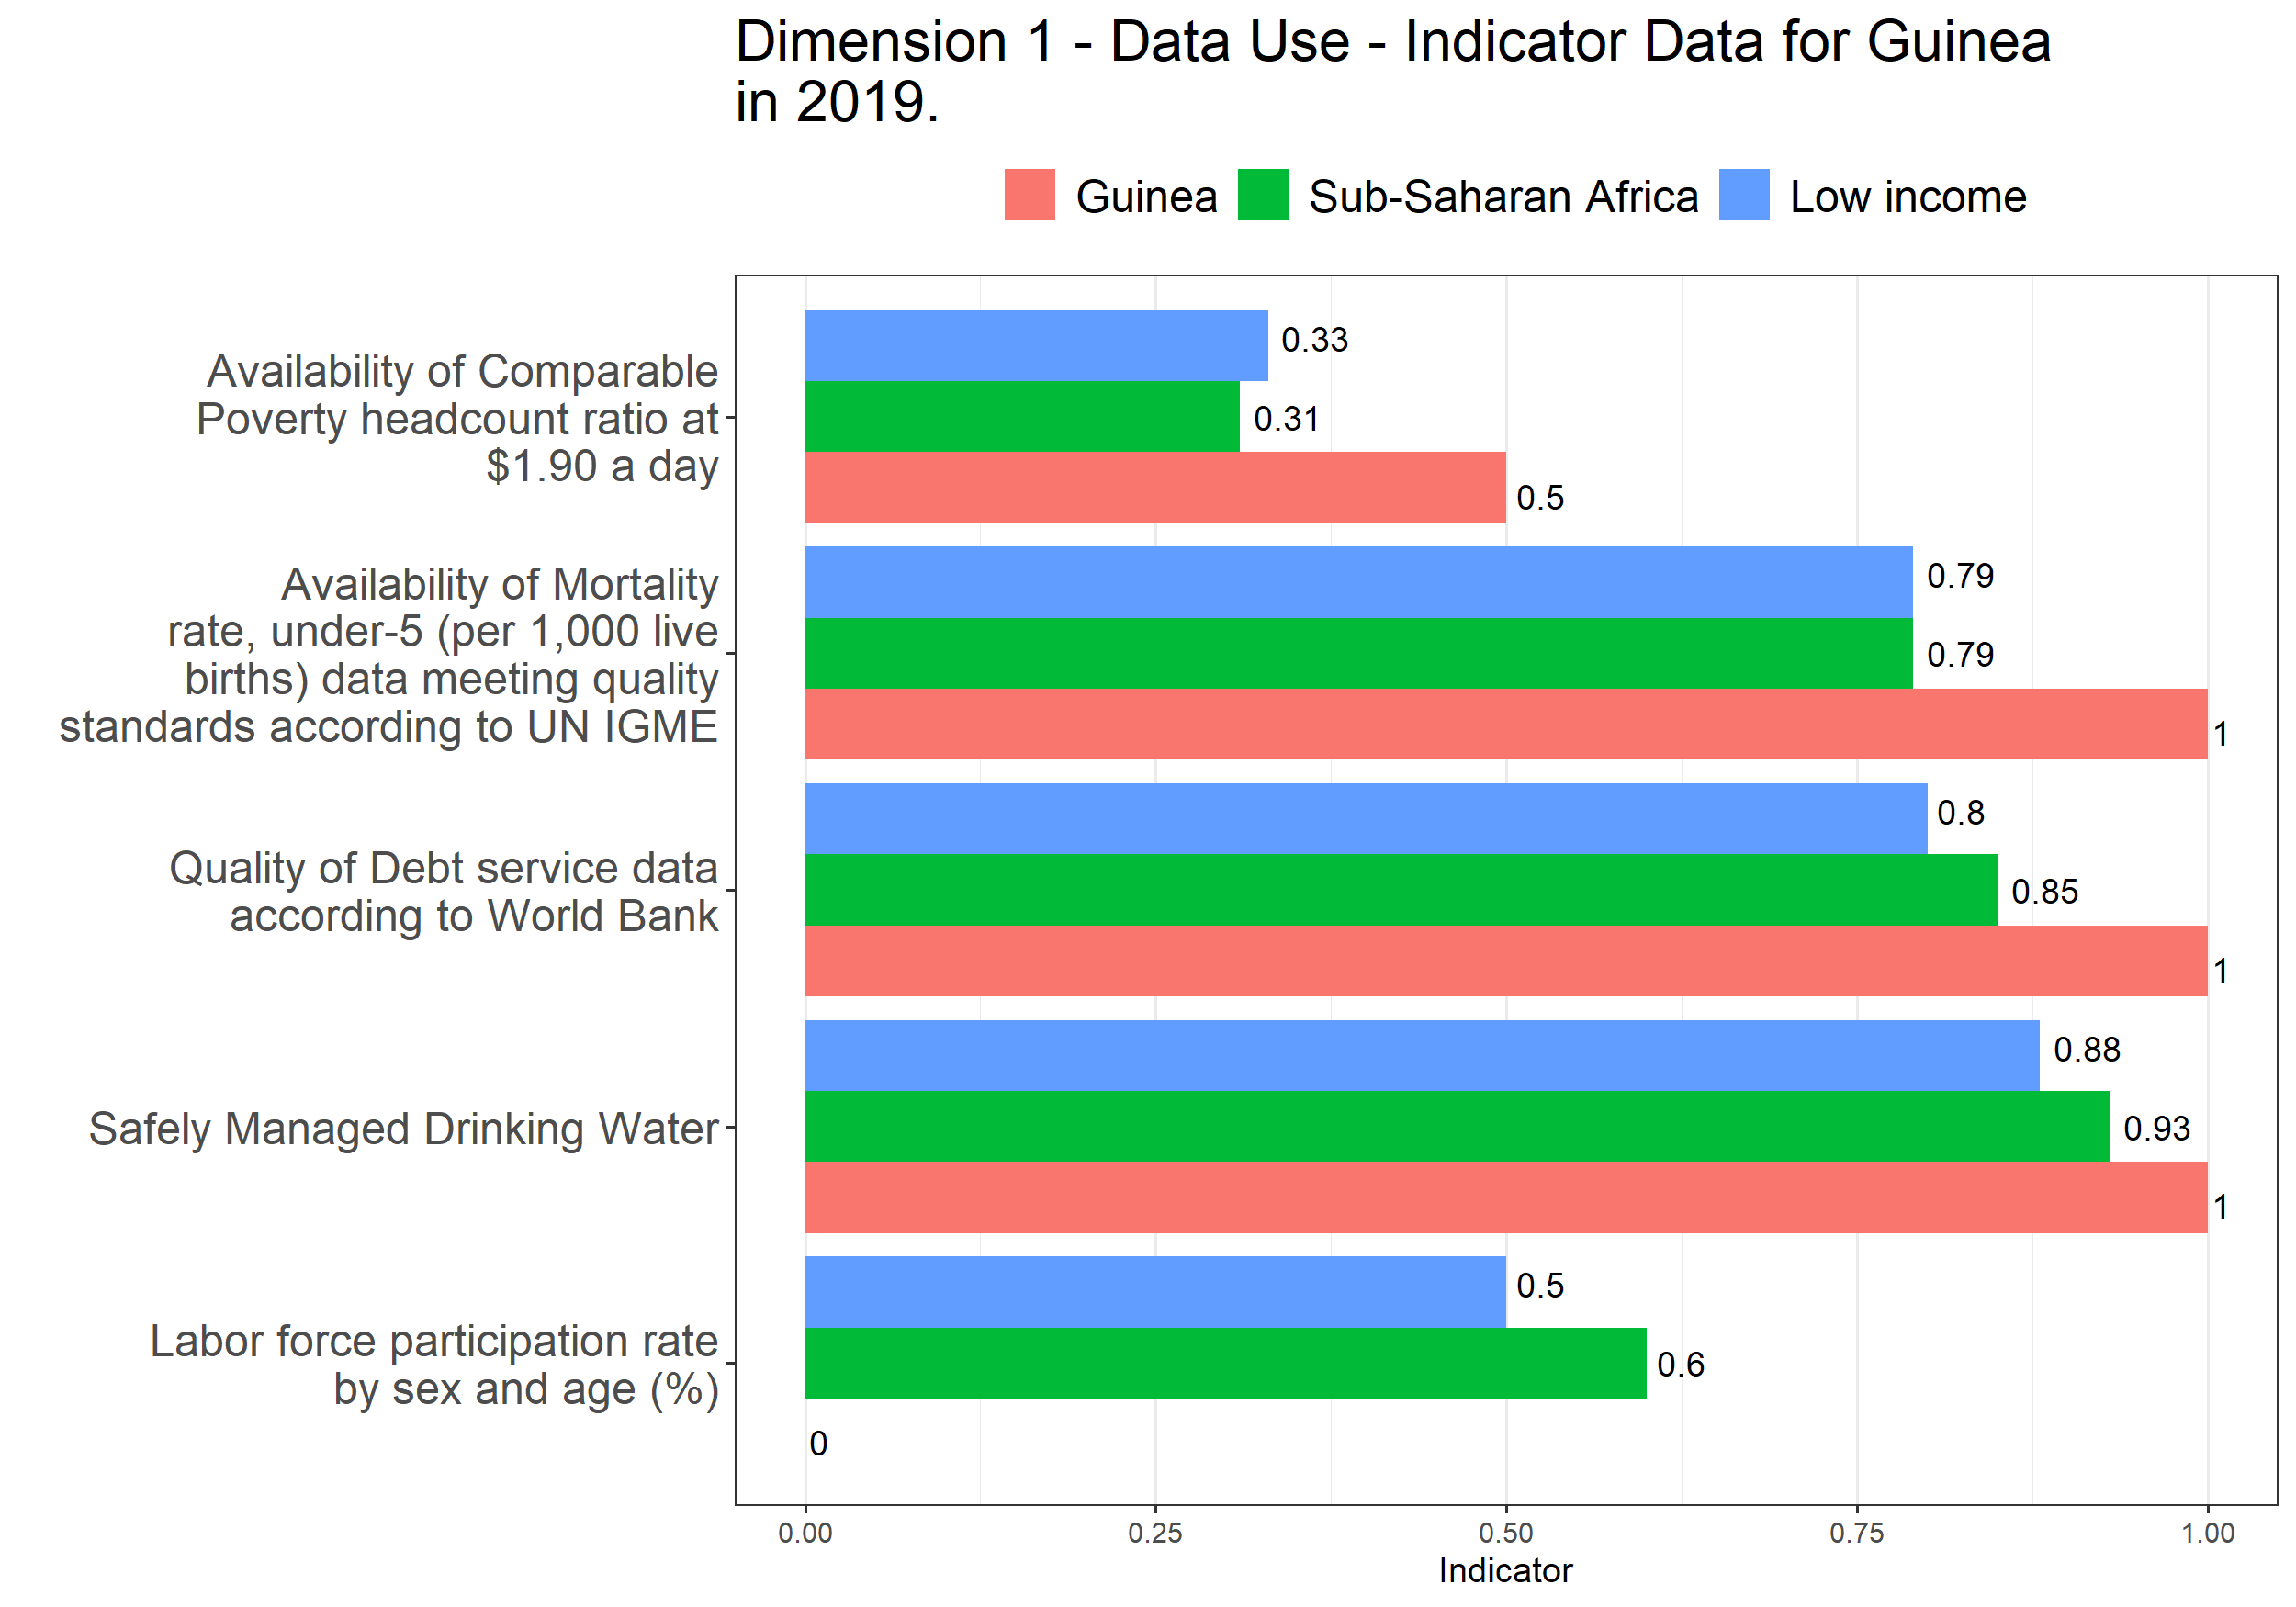 Dimension 1 - Data Use - Indicator Data for Guinea
in 2019.
Guinea
Sub-Saharan Africa
Low income
Availability of Comparable
Poverty headcount ratio at
$1.90 a day
0.33
0.31
0.5
Availability of Mortality
rate, under-5 (per 1,000 live
births) data meeting quality
standards according to UN IGME
0.79
0.79
1
Quality of Debt service data
according to World Bank
0.8
0.85
1
Safely Managed Drinking Water
0.88
0.93
1
Labor force participation rate
by sex and age (%)
0.5
0.6
0
0.00 0.25 0.50 0.75 1.00
Indicator